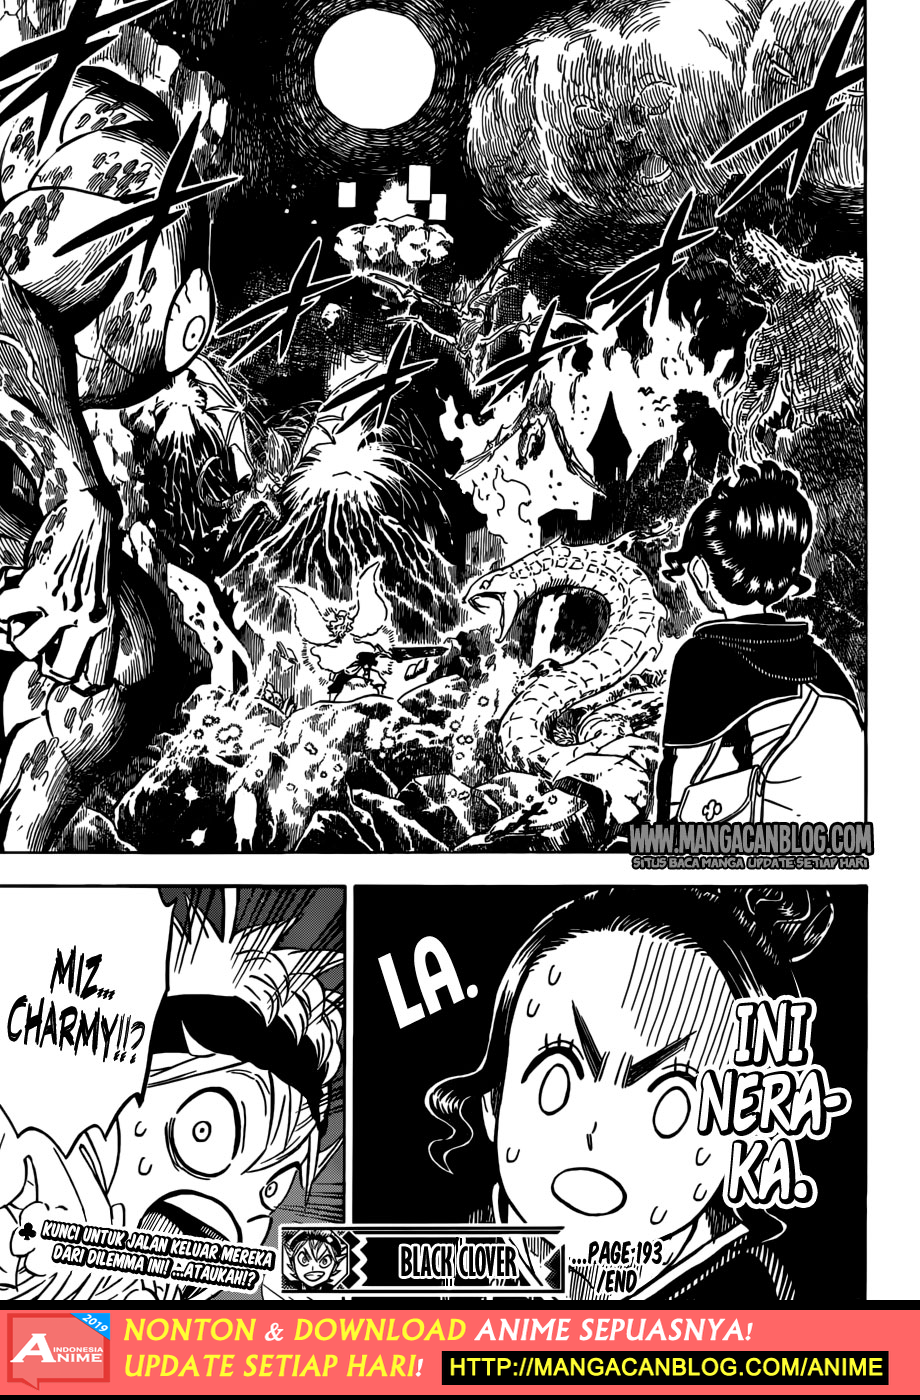 WWW.MANGACANBLOG.COM
SITUS BACA MANGA UPDATE SETIAP HARI
INI
NERA-
KA.
LA.
MIZ...
CHARMY!!?
♣ KUNCI UNTUK JALAN KELUAR MEREKA
DARI DILEMMA INI! ...ATAUKAH!?
BLACK CLOVER
...PAGE 193
/END
2019
INDONESIA
ANIME
NONTON & DOWNLOAD ANIME SEPUASNYA!
UPDATE SETIAP HARI! HTTP://MANGACANBLOG.COM/ANIME